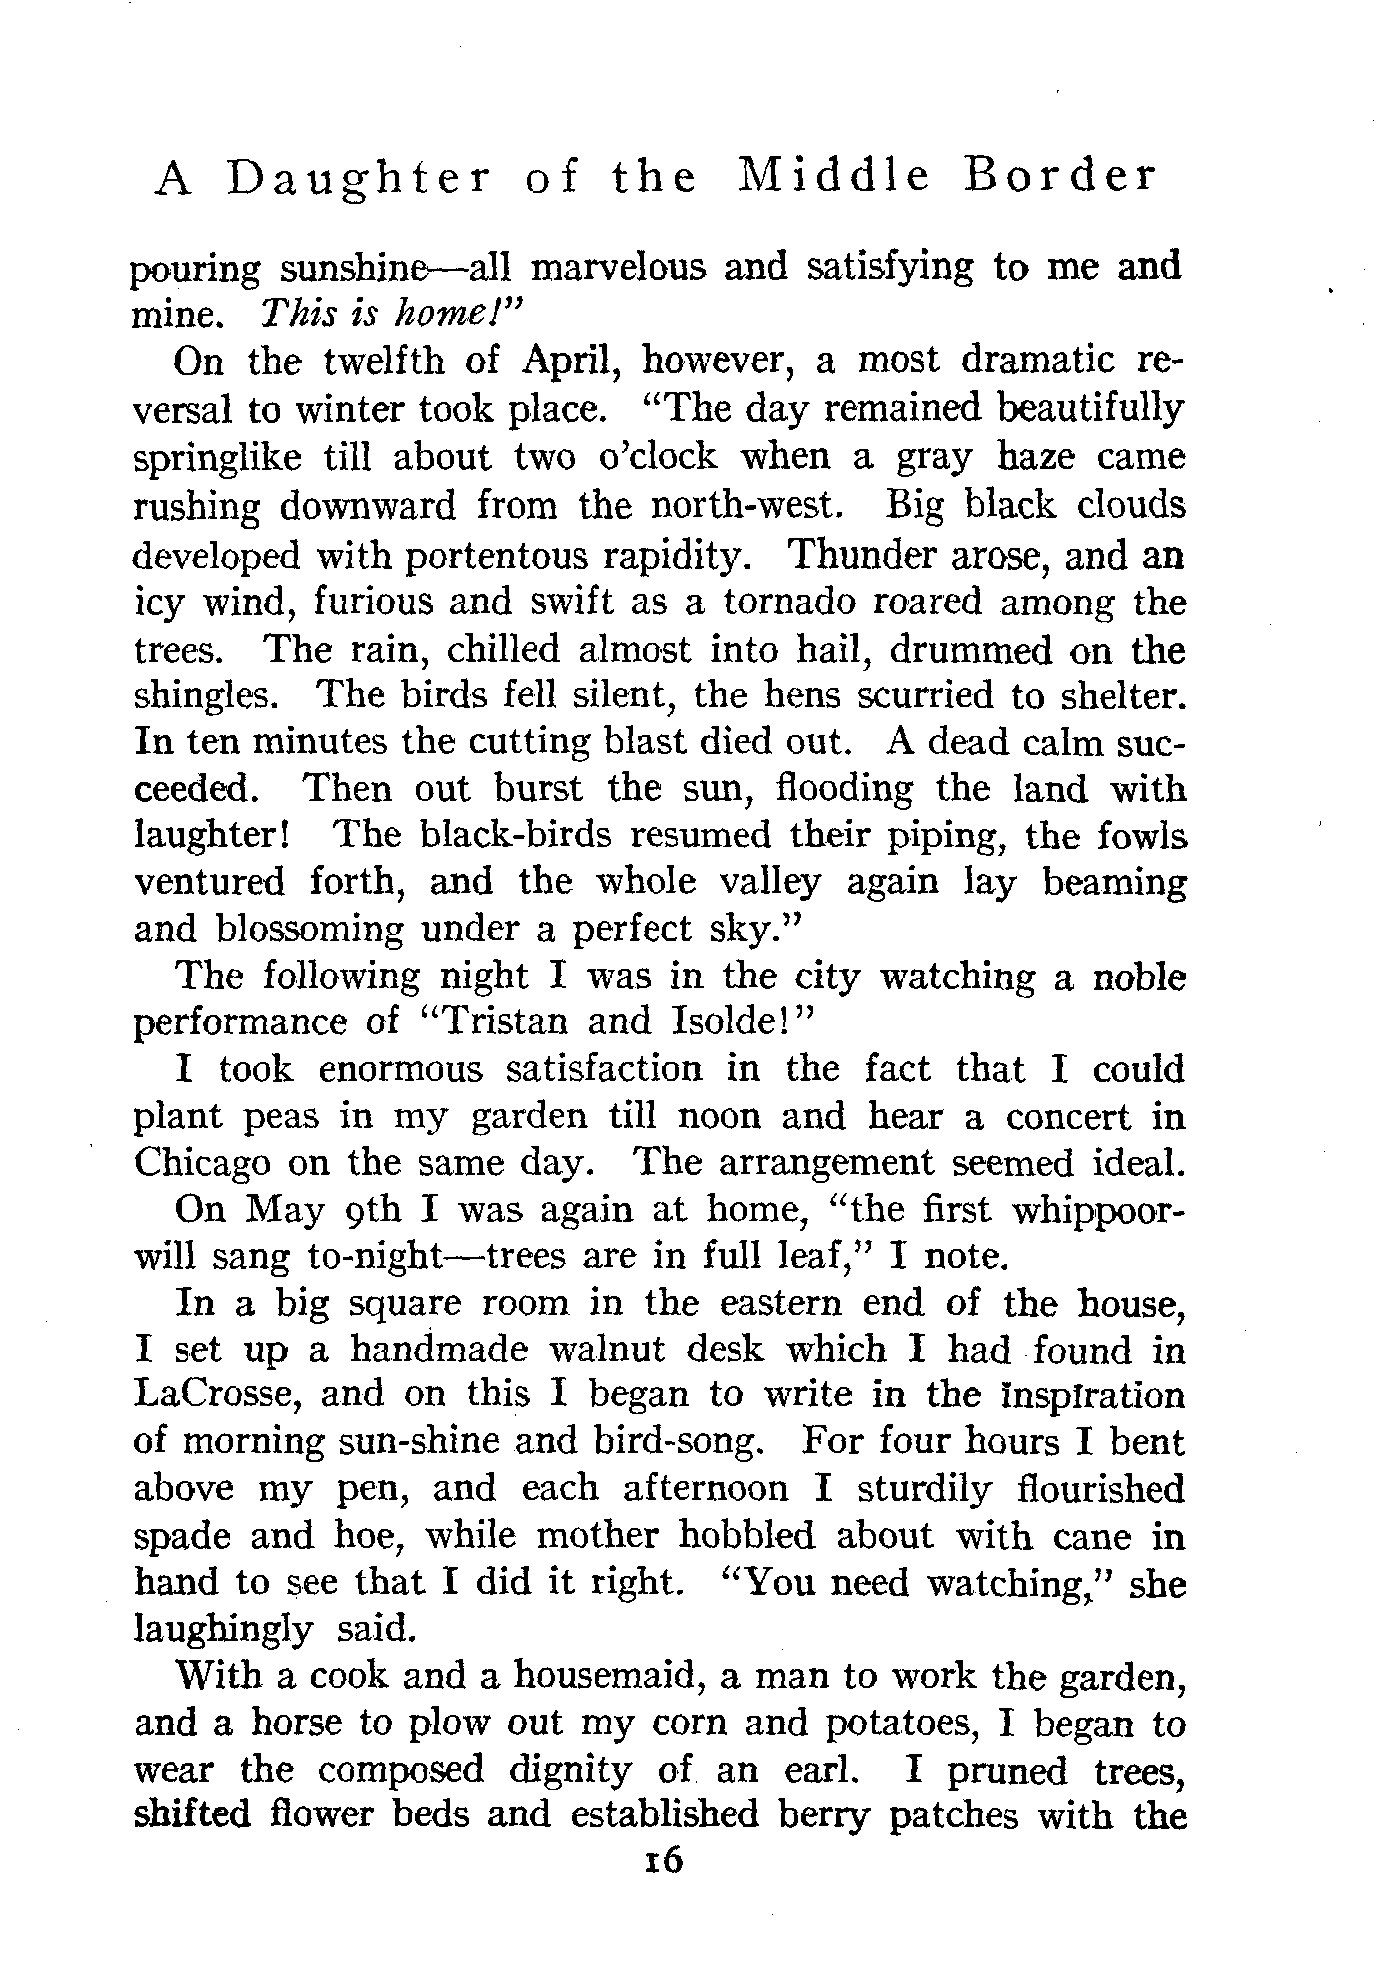 A Daughter of the Middle Border
pouring sunshine—all marvelous and satisfying to me and
mine. This is home!”
On the twelfth of April, however, a most dramatic re-
versal to winter took place. “The day remained beautifully
springlike till about two o’clock when a gray haze came
rushing downward from the north-west. Big black clouds
developed with portentous rapidity. Thunder arose, and an
icy wind, furious and swift as a tornado roared among the
trees. The rain, chilled almost into hail, drummed on the
shingles. The birds fell silent, the hens scurried to shelter.
In ten minutes the cutting blast died out. A dead calm suc-
ceeded. Then out burst the sun, flooding the land with
laughter! The black-birds resumed their piping, the fowls
ventured forth, and the whole valley again lay beaming
and blossoming under a perfect sky.”
The following night I was in the city watching a noble
performance of “Tristan and Isolde!”
I took enormous satisfaction in the fact that I could
plant peas in my garden till noon and hear a concert in
Chicago on the same day. The arrangement seemed ideal.
On May 9th I was again at home, “the first whippoor-
will sang to-night—trees are in full leaf,” I note.
In a big square room in the eastern end of the house,
I set up a handmade walnut desk which I had found in
LaCrosse, and on this I began to write in the inspiration
of morning sun-shine and bird-song. For four hours I bent
above my pen, and each afternoon I sturdily flourished
spade and hoe, while mother hobbled about with cane in
hand to see that I did it right. “You need watching,” she
laughingly said.
With a cook and a housemaid, a man to work the garden,
and a horse to plow out my corn and potatoes, I began to
wear the composed dignity of an earl. I pruned trees,
shifted flower beds and established berry patches with the
16